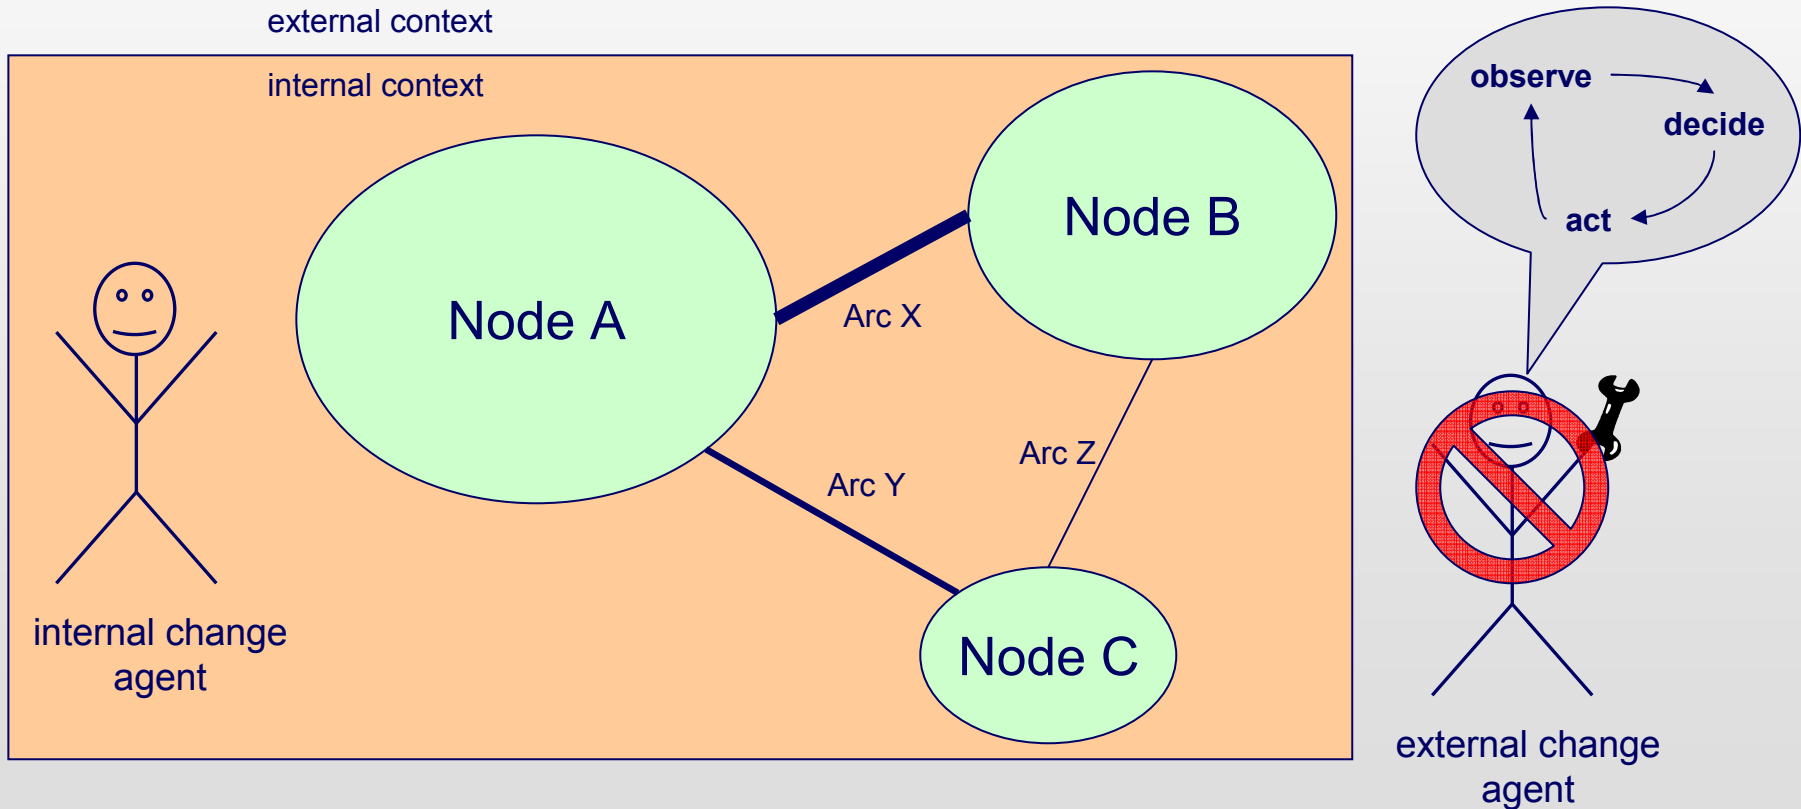 external context
internal context
observe
decide
act
Node A
Node B
Arc X
Arc Y
Arc Z
Node C
internal change
agent
external change
agent